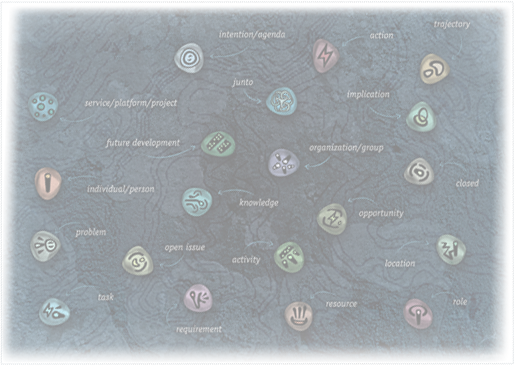 trajectory
intention/agenda
action
junto
implication
service/platform/project
future development
organization/group
closed
individual/person
knowledge
opportunity
problem
open issue
activity
location
task
resource
role
requirement